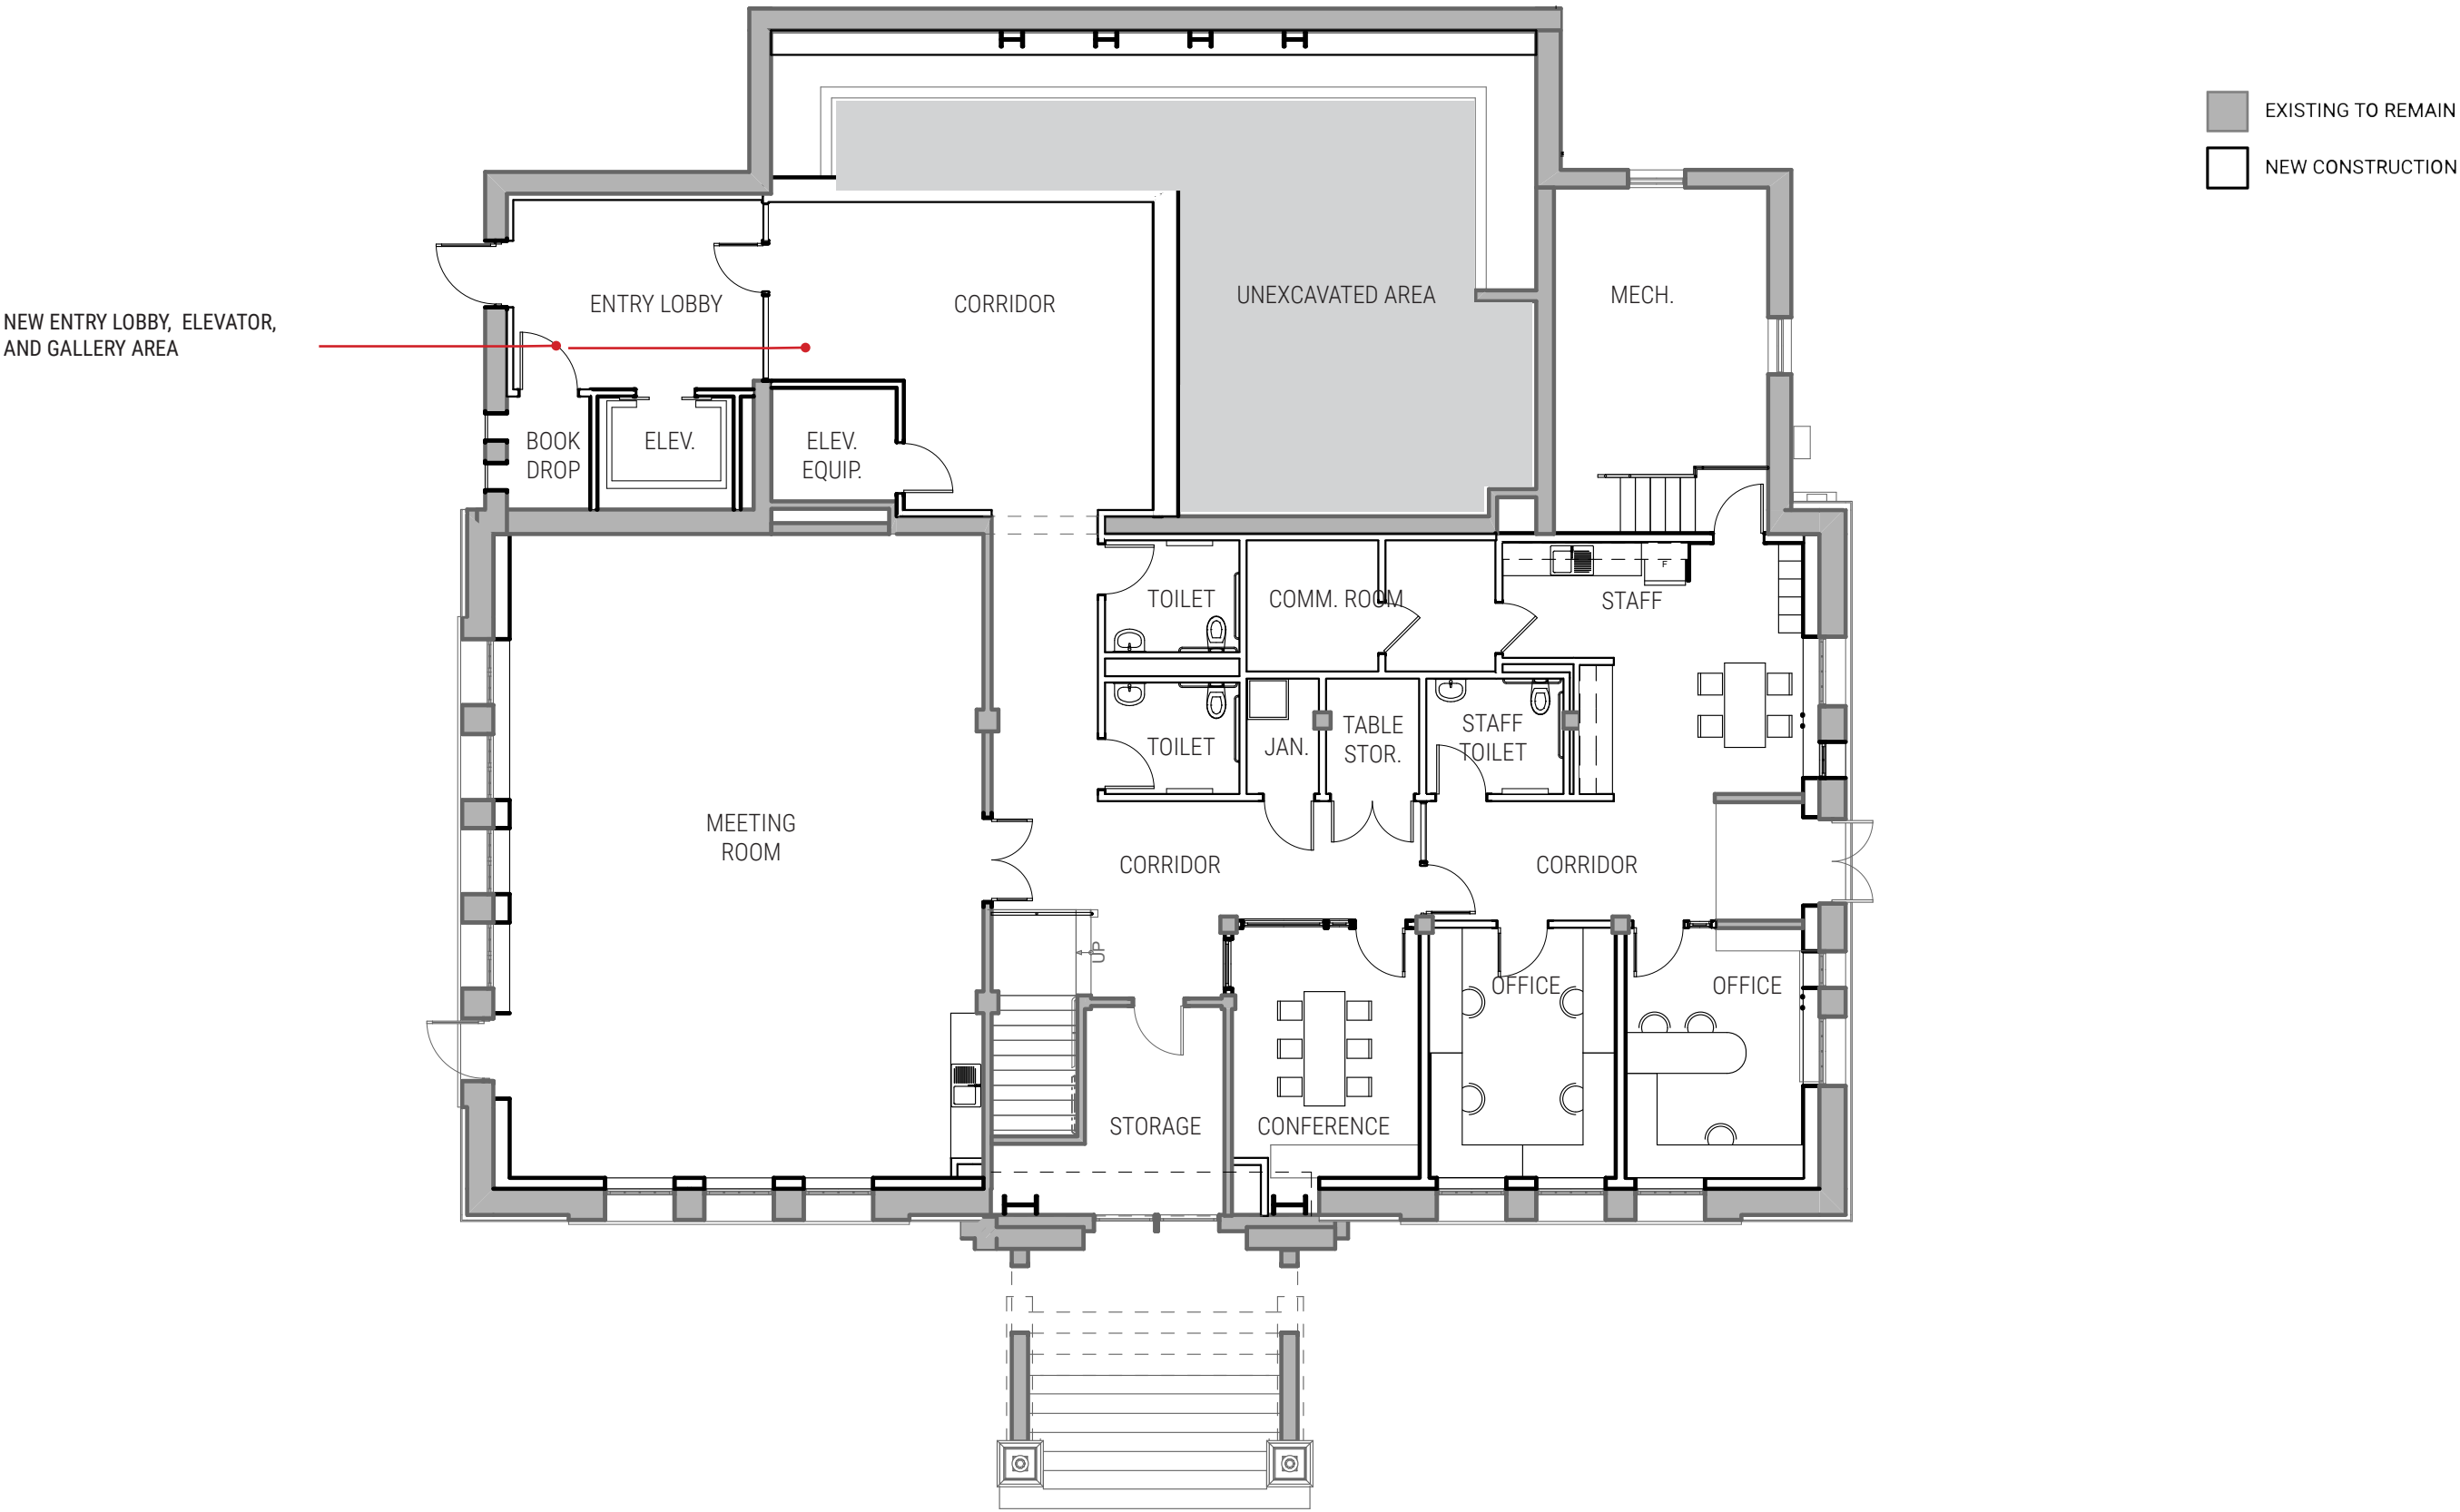 EXISTING TO REMAIN
NEW CONSTRUCTION
NEW ENTRY LOBBY, ELEVATOR,
AND GALLERY AREA
ENTRY LOBBY
CORRIDOR
UNEXCAVATED AREA
MECH.
BOOK
DROP
ELEV.
ELEV.
EQUIP.
TOILET
COMM. ROOM
F
STAFF
TOILET
JAN.
TABLE
STOR.
STAFF
TOILET
MEETING
ROOM
CORRIDOR
CORRIDOR
UP
OFFICE
OFFICE
STORAGE
CONFERENCE